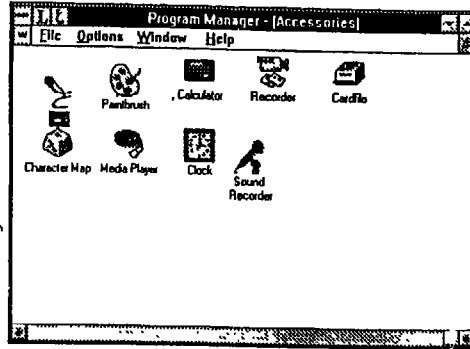 Program Manager - [Accessories]
File Options Window Help
Paintbrush
Calculator
Recorder
Cardfile
Character Map
Media Player
Clock
Sound
Recorder